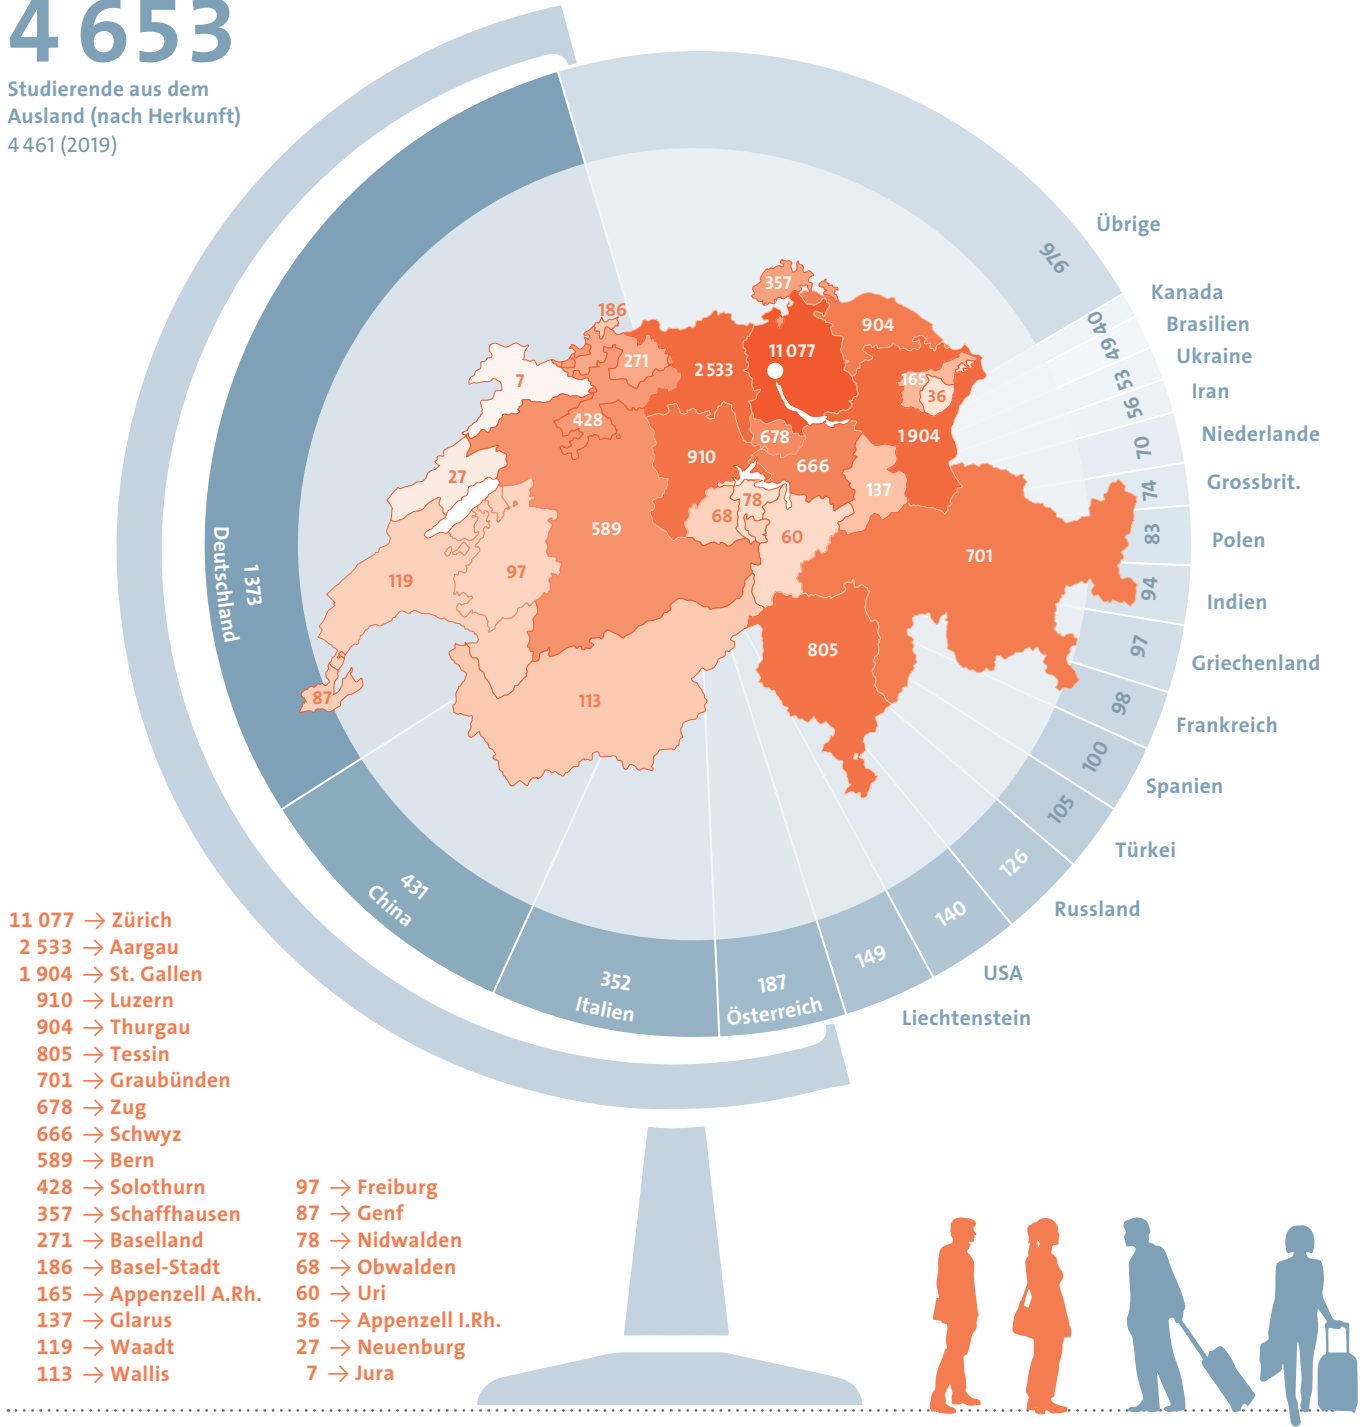 4 653
Studierende aus dem
Ausland (nach Herkunft)
4 461 (2019)
Übrige
976
Kanada
40
Brasilien
49
Ukraine
53
Iran
56
Niederlande
70
Grossbrit.
74
Polen
83
Indien
94
Griechenland
97
Frankreich
98
Spanien
100
Türkei
105
Russland
126
USA
140
Liechtenstein
149
Österreich
187
Italien
352
China
431
Deutschland
1 373
357
904
186
11 077
271
2 533
7
165
36
428
678
1 904
910
666
27
137
78
68
589
60
701
97
119
805
87
113
11 077 → Zürich
2 533 → Aargau
1 904 → St. Gallen
910 → Luzern
904 → Thurgau
805 → Tessin
701 → Graubünden
678 → Zug
666 → Schwyz
589 → Bern
428 → Solothurn
357 → Schaffhausen
271 → Baselland
186 → Basel-Stadt
165 → Appenzell A.Rh.
137 → Glarus
119 → Waadt
113 → Wallis
97 → Freiburg
87 → Genf
78 → Nidwalden
68 → Obwalden
60 → Uri
36 → Appenzell I.Rh.
27 → Neuenburg
7 → Jura